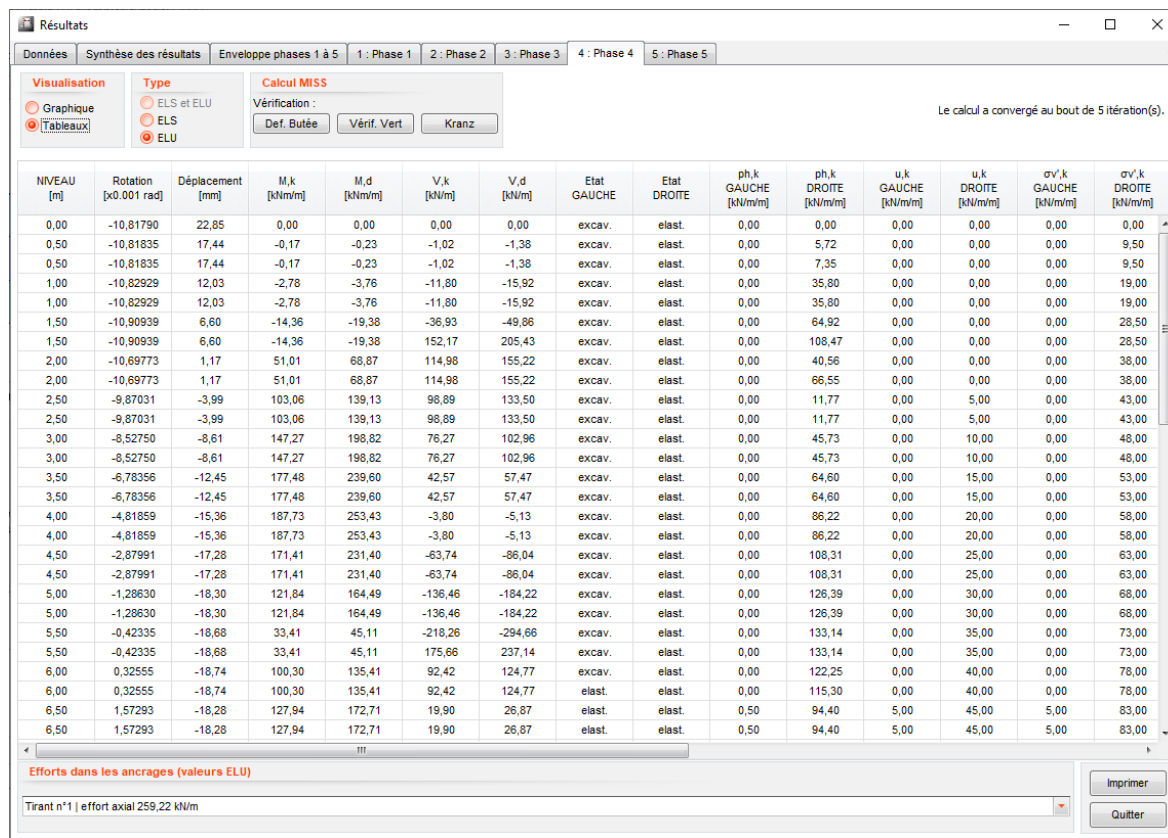 Résultats
Données Synthèse des résultats Enveloppe phases 1 à 5 1 : Phase 1 2 : Phase 2 3 : Phase 3 4 : Phase 4 5 : Phase 5
Visualisation Type Calcul MISS
Graphique ELS et ELU Vérification :
Tableaux ELS Def. Butée Vérif. Vert Kranz
ELU
Le calcul a convergé au bout de 5 itération(s).
NIVEAU Rotation Déplacement M,k M,d V,k V,d Etat Etat ph,k ph,k u,k u,k σv',k σv',k
[m] [x0.001 rad] [mm] [kNm/m] [kNm/m] [kN/m] [kN/m] GAUCHE DROITE GAUCHE DROITE GAUCHE DROITE GAUCHE DROITE
[kN/m/m] [kN/m/m] [kN/m/m] [kN/m/m] [kN/m/m] [kN/m/m]
0,00 -10,81790 22,85 0,00 0,00 0,00 0,00 excav. elast. 0,00 0,00 0,00 0,00 0,00 0,00
0,50 -10,81835 17,44 -0,17 -0,23 -1,02 -1,38 excav. elast. 0,00 5,72 0,00 0,00 0,00 9,50
0,50 -10,81835 17,44 -0,17 -0,23 -1,02 -1,38 excav. elast. 0,00 7,35 0,00 0,00 0,00 9,50
1,00 -10,82929 12,03 -2,78 -3,76 -11,80 -15,92 excav. elast. 0,00 35,80 0,00 0,00 0,00 19,00
1,00 -10,82929 12,03 -2,78 -3,76 -11,80 -15,92 excav. elast. 0,00 35,80 0,00 0,00 0,00 19,00
1,50 -10,90939 6,60 -14,36 -19,38 -36,93 -49,86 excav. elast. 0,00 64,92 0,00 0,00 0,00 28,50
1,50 -10,90939 6,60 -14,36 -19,38 152,17 205,43 excav. elast. 0,00 108,47 0,00 0,00 0,00 28,50
2,00 -10,69773 1,17 51,01 68,87 114,98 155,22 excav. elast. 0,00 40,56 0,00 0,00 0,00 38,00
2,00 -10,69773 1,17 51,01 68,87 114,98 155,22 excav. elast. 0,00 66,55 0,00 0,00 0,00 38,00
2,50 -9,87031 -3,99 103,06 139,13 98,89 133,50 excav. elast. 0,00 11,77 0,00 5,00 0,00 43,00
2,50 -9,87031 -3,99 103,06 139,13 98,89 133,50 excav. elast. 0,00 11,77 0,00 5,00 0,00 43,00
3,00 -8,52750 -8,61 147,27 198,82 76,27 102,96 excav. elast. 0,00 45,73 0,00 10,00 0,00 48,00
3,00 -8,52750 -8,61 147,27 198,82 76,27 102,96 excav. elast. 0,00 45,73 0,00 10,00 0,00 48,00
3,50 -6,78356 -12,45 177,48 239,60 42,57 57,47 excav. elast. 0,00 64,60 0,00 15,00 0,00 53,00
3,50 -6,78356 -12,45 177,48 239,60 42,57 57,47 excav. elast. 0,00 64,60 0,00 15,00 0,00 53,00
4,00 -4,81859 -15,36 187,73 253,43 -3,80 -5,13 excav. elast. 0,00 86,22 0,00 20,00 0,00 58,00
4,00 -4,81859 -15,36 187,73 253,43 -3,80 -5,13 excav. elast. 0,00 86,22 0,00 20,00 0,00 58,00
4,50 -2,87991 -17,28 171,41 231,40 -63,74 -86,04 excav. elast. 0,00 108,31 0,00 25,00 0,00 63,00
4,50 -2,87991 -17,28 171,41 231,40 -63,74 -86,04 excav. elast. 0,00 108,31 0,00 25,00 0,00 63,00
5,00 -1,28630 -18,30 121,84 164,49 -136,46 -184,22 excav. elast. 0,00 126,39 0,00 30,00 0,00 68,00
5,00 -1,28630 -18,30 121,84 164,49 -136,46 -184,22 excav. elast. 0,00 126,39 0,00 30,00 0,00 68,00
5,50 -0,42335 -18,68 33,41 45,11 -218,26 -294,66 excav. elast. 0,00 133,14 0,00 35,00 0,00 73,00
5,50 -0,42335 -18,68 33,41 45,11 175,66 237,14 excav. elast. 0,00 133,14 0,00 35,00 0,00 73,00
6,00 0,32555 -18,74 100,30 135,41 92,42 124,77 excav. elast. 0,00 122,25 0,00 40,00 0,00 78,00
6,00 0,32555 -18,74 100,30 135,41 92,42 124,77 elast. elast. 0,00 115,30 0,00 40,00 0,00 78,00
6,50 1,57293 -18,28 127,94 172,71 19,90 26,87 elast. elast. 0,50 94,40 5,00 45,00 5,00 83,00
6,50 1,57293 -18,28 127,94 172,71 19,90 26,87 elast. elast. 0,50 94,40 5,00 45,00 5,00 83,00
Efforts dans les ancrages (valeurs ELU)
Imprimer
Tirant n°1 | effort axial 259,22 kN/m
Quitter